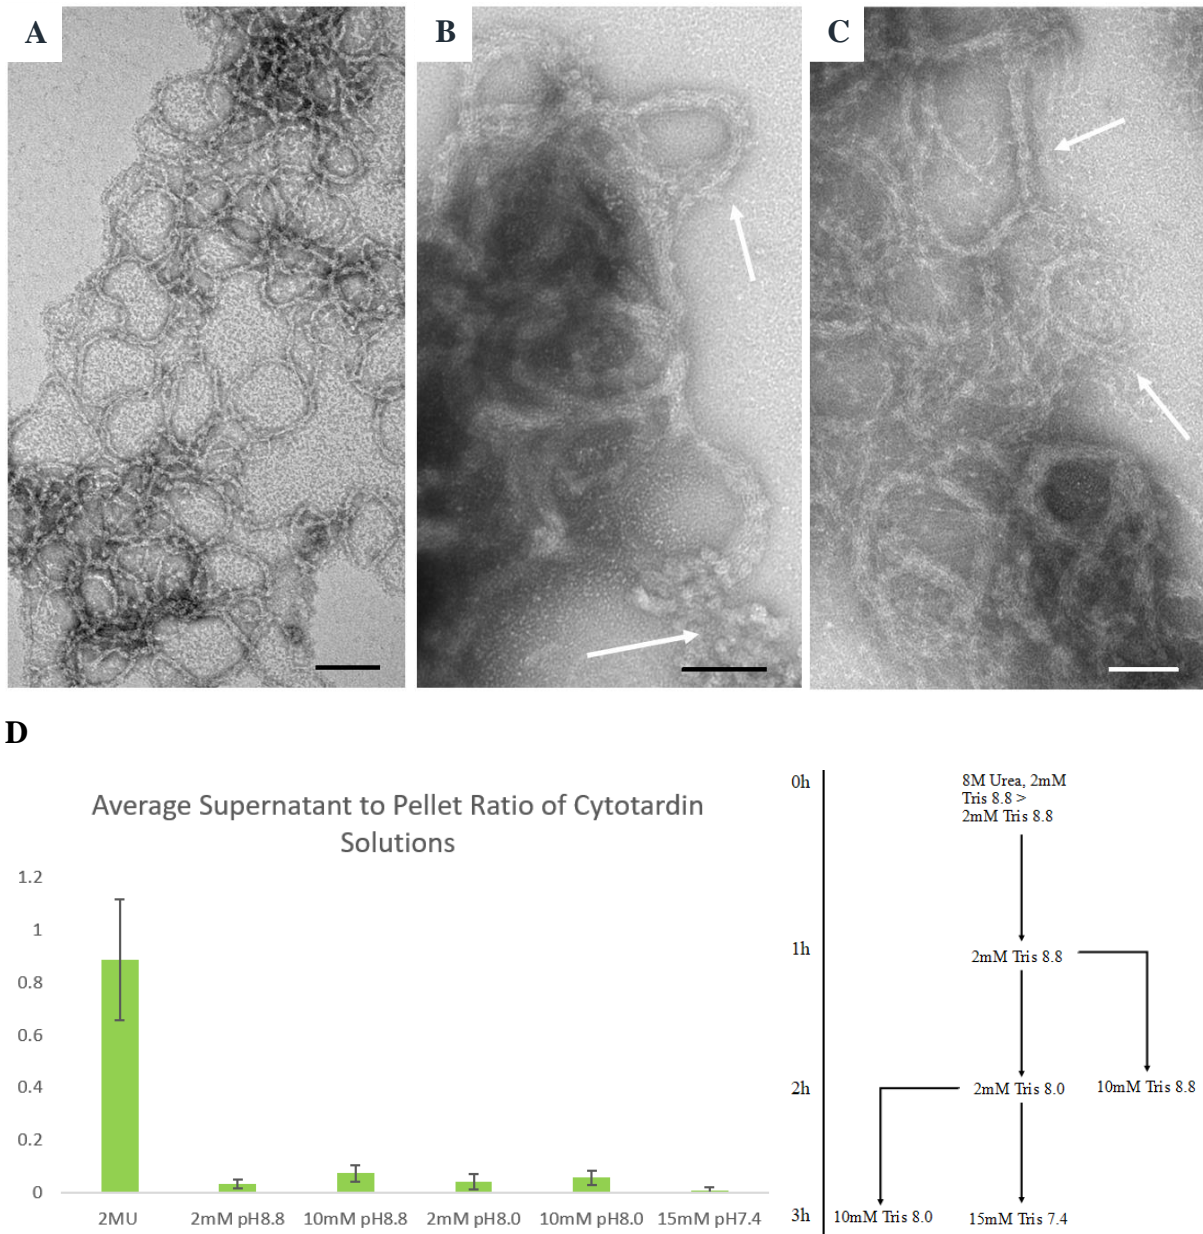 A
B
C
D
Average Supernatant to Pellet Ratio of Cytotardin
Solutions
1.2
1
0.8
0.6
0.4
0.2
0
2MU
2mM pH8.8
10mM pH8.8
2mM pH8.0
10mM pH8.0
15mM pH7.4
0h
8M Urea, 2mM
Tris 8.8 >
2mM Tris 8.8
1h
2mM Tris 8.8
2h
2mM Tris 8.0
10mM Tris 8.8
3h
10mM Tris 8.0
15mM Tris 7.4